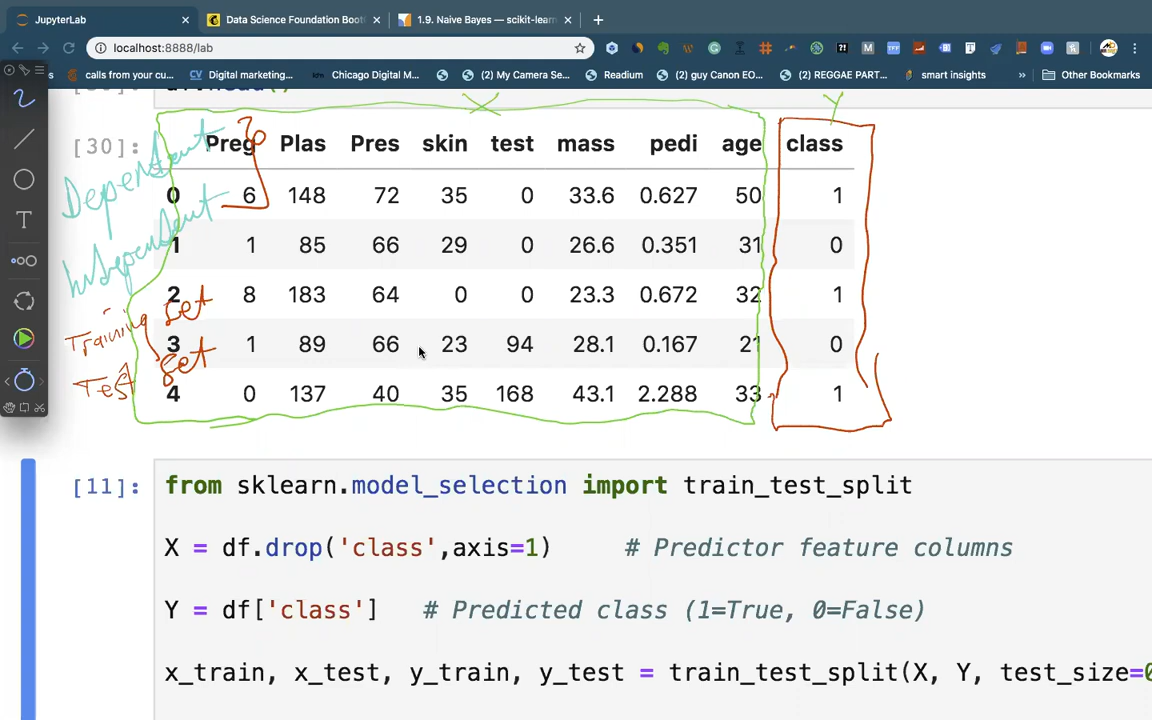 JupyterLab × Data Science Foundation Boot × 1.9. Naive Bayes — scikit-learn × +
localhost:8888/lab
calls from your cu... Digital marketing... Chicago Digital M... (2) My Camera Se... Readium (2) guy Canon EO... (2) REGGAE PART... smart insights » Other Bookmarks
X Y
[30]: Preg Plas Pres skin test mass pedi age class
0 6 148 72 35 0 33.6 0.627 50 1
1 1 85 66 29 0 26.6 0.351 31 0
2 8 183 64 0 0 23.3 0.672 32 1
3 1 89 66 23 94 28.1 0.167 21 0
4 0 137 40 35 168 43.1 2.288 33 1
Dependent
Independent
Training set
Test set
[11]: from sklearn.model_selection import train_test_split
X = df.drop('class',axis=1) # Predictor feature columns
Y = df['class'] # Predicted class (1=True, 0=False)
x_train, x_test, y_train, y_test = train_test_split(X, Y, test_size=0